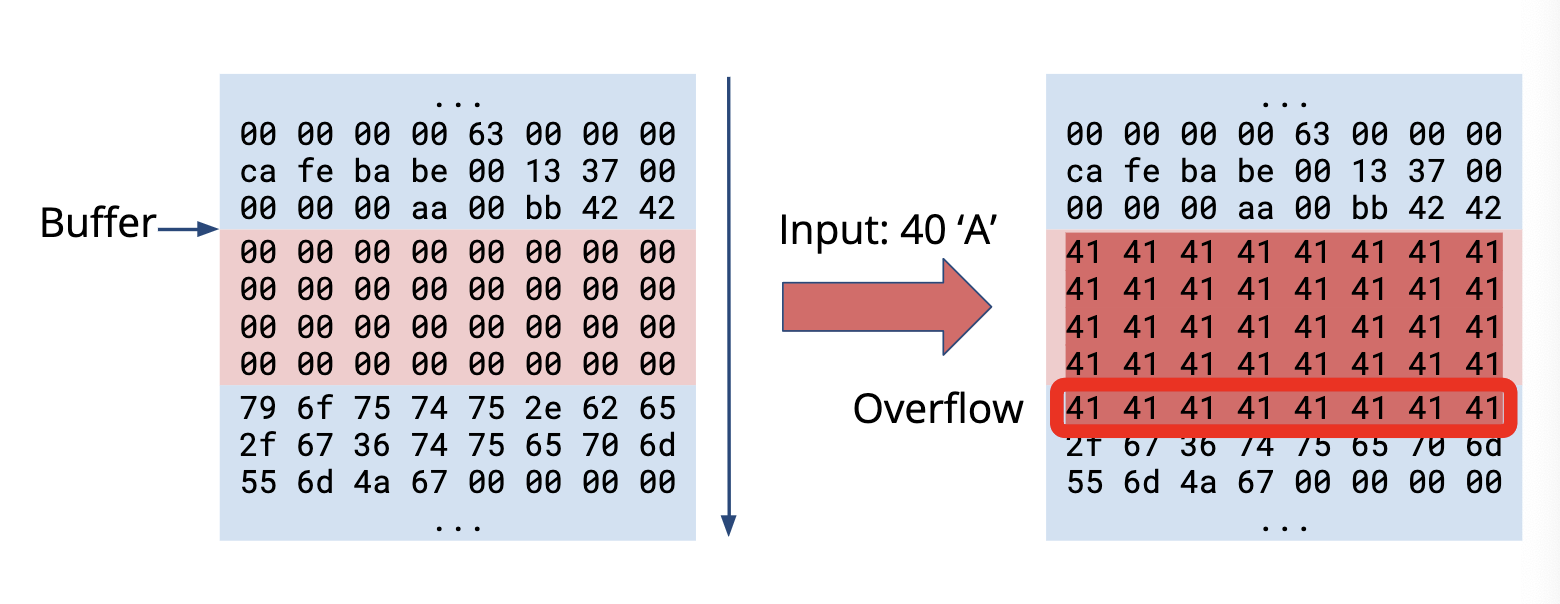 ...
00 00 00 00 63 00 00 00
ca fe ba be 00 13 37 00
00 00 00 aa 00 bb 42 42
Buffer
00 00 00 00 00 00 00 00
00 00 00 00 00 00 00 00
00 00 00 00 00 00 00 00
00 00 00 00 00 00 00 00
79 6f 75 74 75 2e 62 65
2f 67 36 74 75 65 70 6d
55 6d 4a 67 00 00 00 00
...
Input: 40 ‘A’
Overflow
...
00 00 00 00 63 00 00 00
ca fe ba be 00 13 37 00
00 00 00 aa 00 bb 42 42
41 41 41 41 41 41 41 41
41 41 41 41 41 41 41 41
41 41 41 41 41 41 41 41
41 41 41 41 41 41 41 41
41 41 41 41 41 41 41 41
2f 67 36 74 75 65 70 6d
55 6d 4a 67 00 00 00 00
...